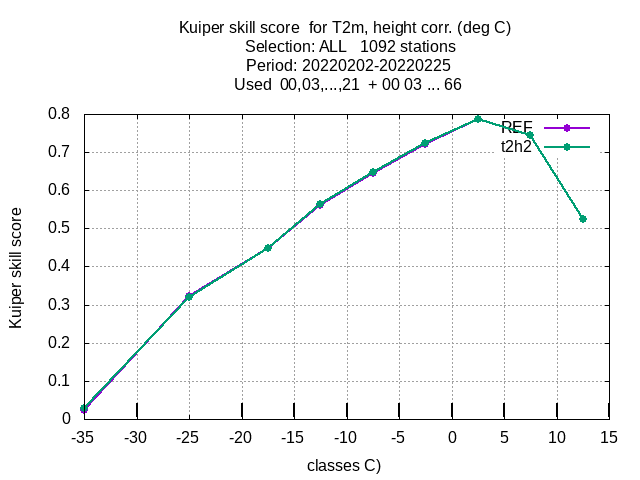 Kuiper skill score  for T2m, height corr. (deg C)
Selection: ALL   1092 stations
Period: 20220202-20220225
Used  00,03,...,21  + 00 03 ... 66
REF
t2h2
Kuiper skill score
0.8
0.7
0.6
0.5
0.4
0.3
0.2
0.1
0
-35 -30 -25 -20 -15 -10 -5 0 5 10 15
classes C)